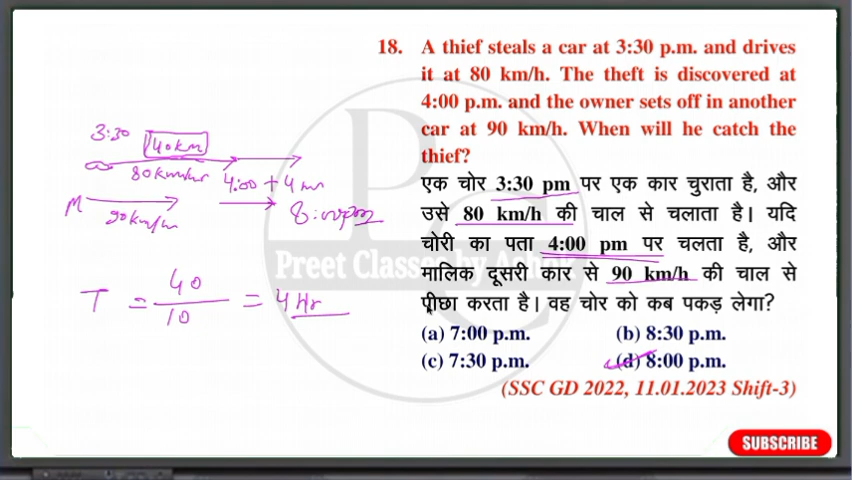 18. A thief steals a car at 3:30 p.m. and drives
it at 80 km/h. The theft is discovered at
4:00 p.m. and the owner sets off in another
car at 90 km/h. When will he catch the
thief?
एक चोर 3:30 pm पर एक कार चुराता है, और
उसे 80 km/h की चाल से चलाता है। यदि
चोरी का पता 4:00 pm पर चलता है, और
मालिक दूसरी कार से 90 km/h की चाल से
पीछा करता है। वह चोर को कब पकड़ लेगा?
(a) 7:00 p.m. (b) 8:30 p.m.
(c) 7:30 p.m. (d) 8:00 p.m.
(SSC GD 2022, 11.01.2023 Shift-3)
3:30 40km
80km/hr 4:00 + 4 hr
M 90km/h 8:00pm
T = 40/10 = 4 Hr
Preet Classes by Ashok
PC
SUBSCRIBE